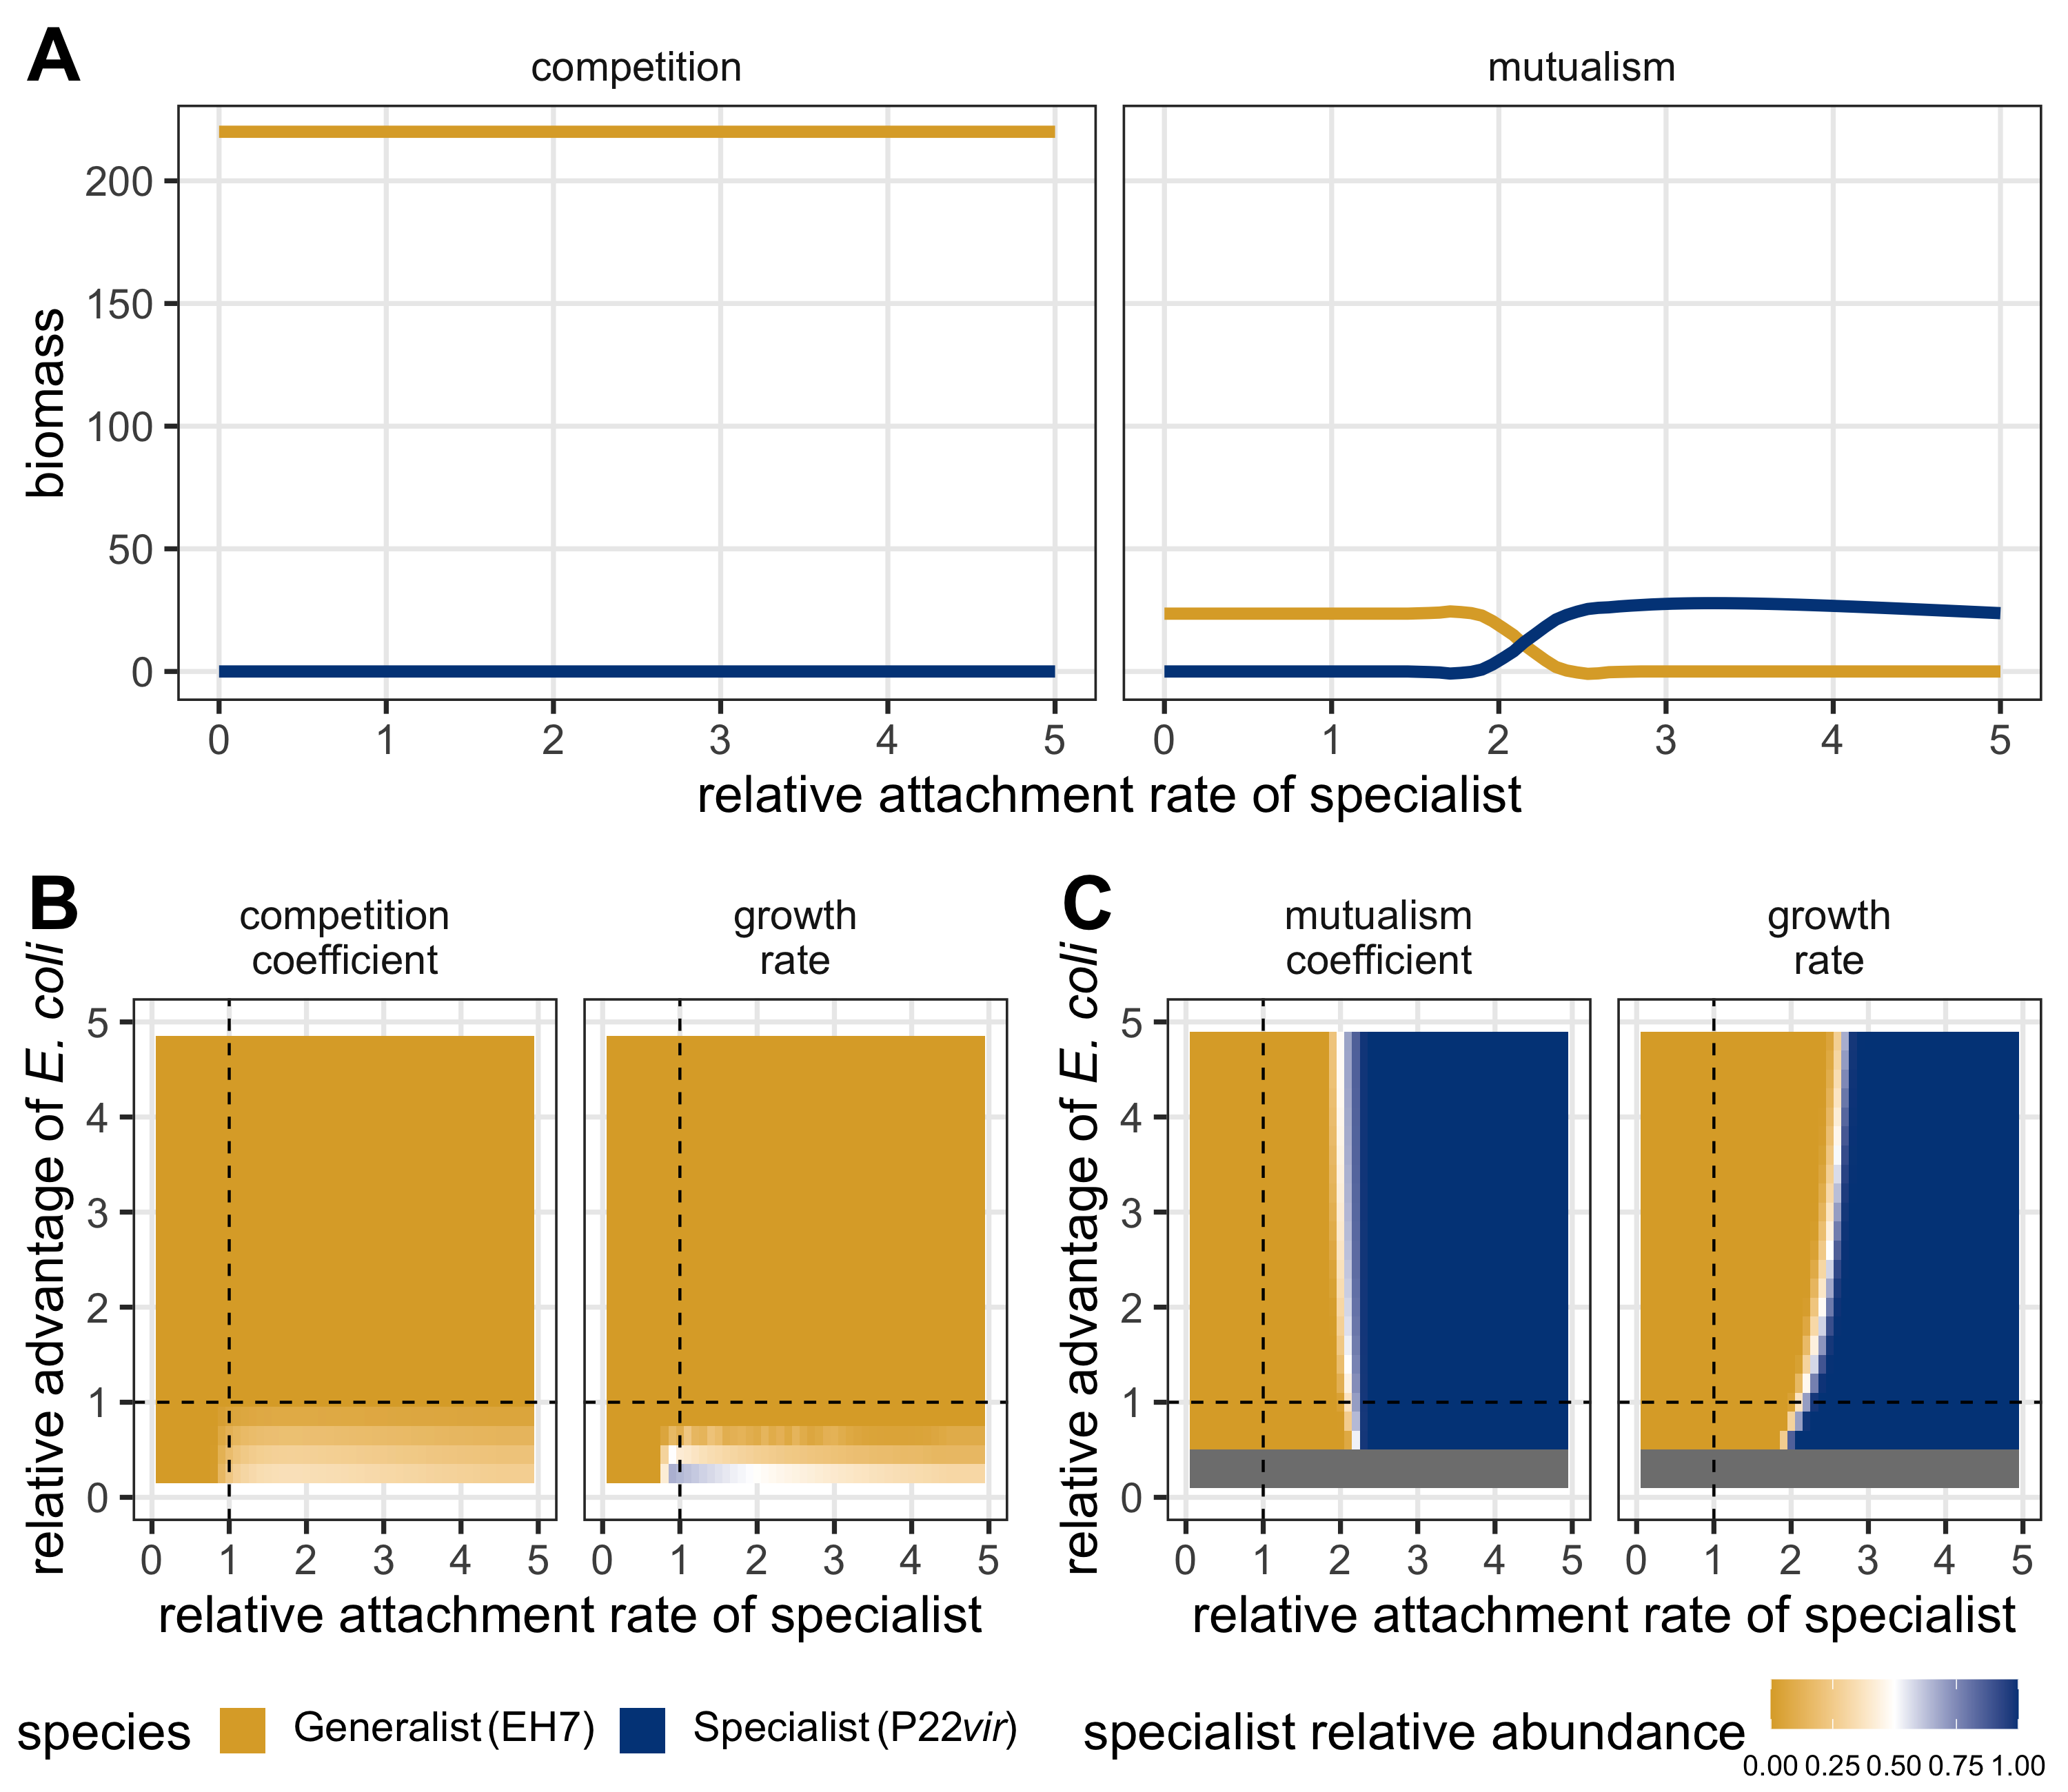 A
competition
mutualism
biomass
200
150
100
50
0
0 1 2 3 4 5
0 1 2 3 4 5
relative attachment rate of specialist
B
competition
coefficient
growth
rate
relative advantage of E. coli
5
4
3
2
1
0
0 1 2 3 4 5
0 1 2 3 4 5
relative attachment rate of specialist
C
mutualism
coefficient
growth
rate
relative advantage of E. coli
5
4
3
2
1
0
0 1 2 3 4 5
0 1 2 3 4 5
relative attachment rate of specialist
species Generalist (EH7) Specialist (P22vir)
specialist relative abundance
0.00 0.25 0.50 0.75 1.00